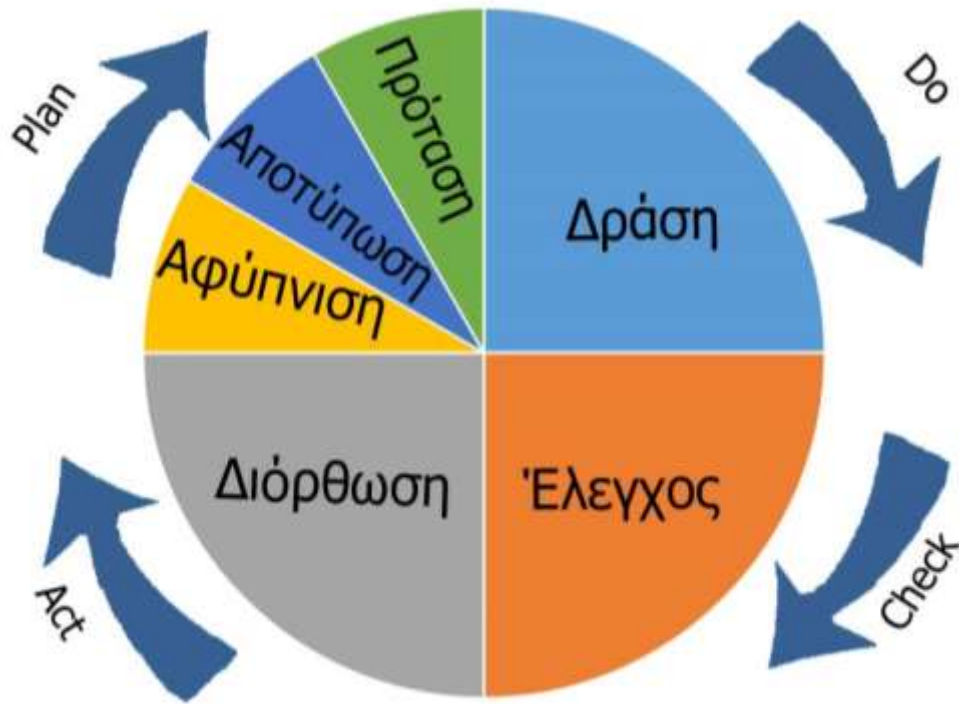 Plan
Αφύπνιση
Αποτύπωση
Πρόταση
Do
Δράση
Check
Έλεγχος
Act
Διόρθωση